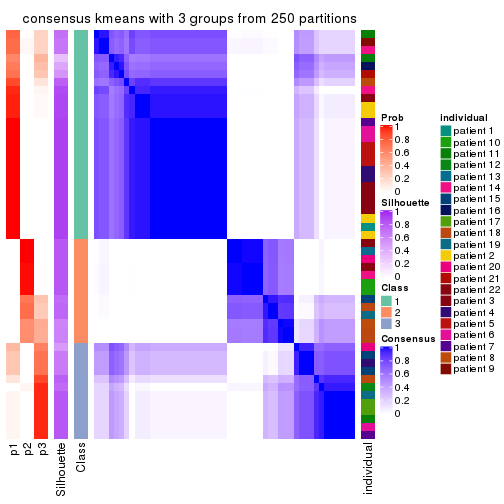 consensus kmeans with 3 groups from 250 partitions
Prob
1
0.8
0.6
0.4
0.2
0
Silhouette
1
0.8
0.6
0.4
0.2
0
Class
1
2
3
Consensus
1
0.8
0.6
0.4
0.2
0
individual
patient 1
patient 10
patient 11
patient 12
patient 13
patient 14
patient 15
patient 16
patient 17
patient 18
patient 19
patient 2
patient 20
patient 21
patient 22
patient 3
patient 4
patient 5
patient 6
patient 7
patient 8
patient 9
p1
p2
p3
Silhouette
Class
individual